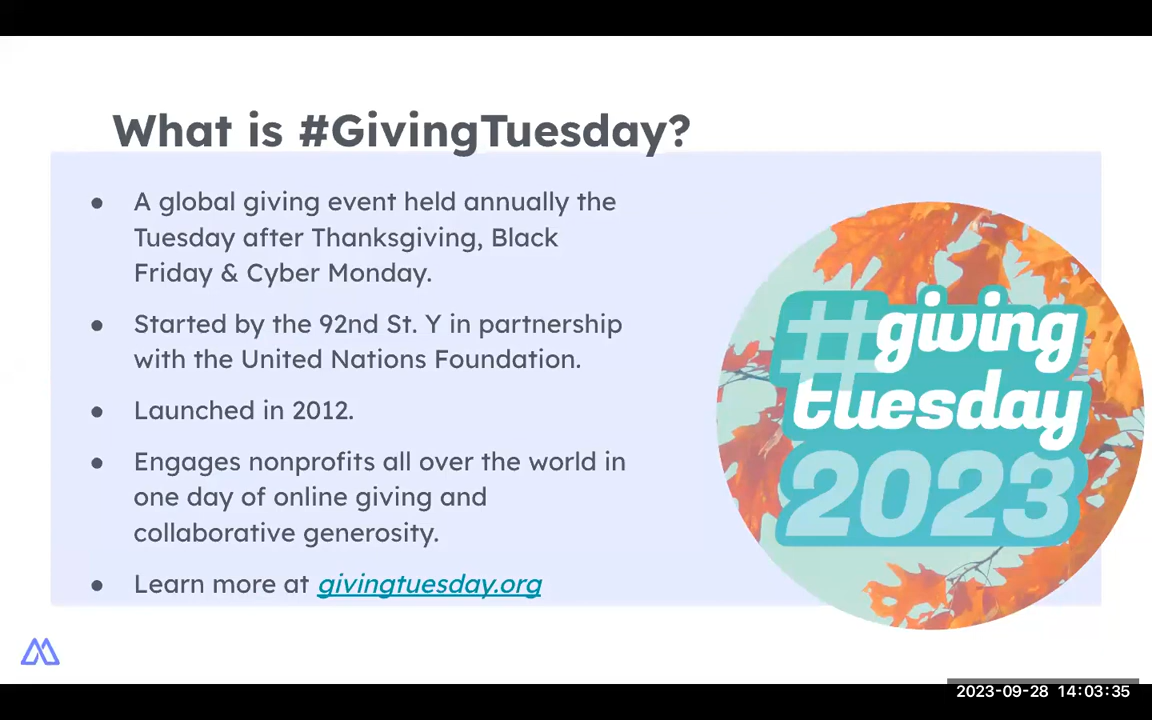 What is #GivingTuesday?
● A global giving event held annually the
Tuesday after Thanksgiving, Black
Friday & Cyber Monday.
● Started by the 92nd St. Y in partnership
with the United Nations Foundation.
● Launched in 2012.
● Engages nonprofits all over the world in
one day of online giving and
collaborative generosity.
● Learn more at givingtuesday.org
#giving
tuesday
2023
2023-09-28 14:03:35